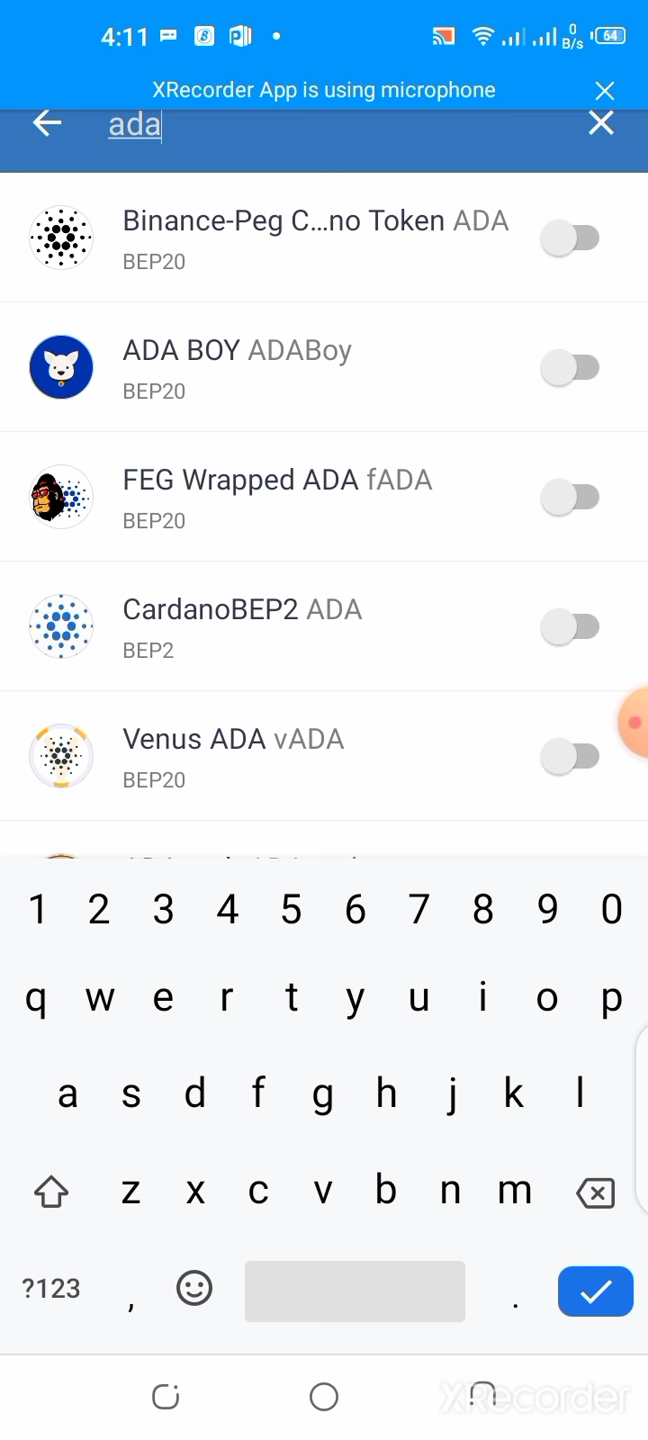 4:11
0
B/s
64
XRecorder App is using microphone
ada
Binance-Peg C...no Token ADA
BEP20
ADA BOY ADABoy
BEP20
FEG Wrapped ADA fADA
BEP20
CardanoBEP2 ADA
BEP2
Venus ADA vADA
BEP20
1 2 3 4 5 6 7 8 9 0
q w e r t y u i o p
a s d f g h j k l
z x c v b n m
?123 , .
XRecorder